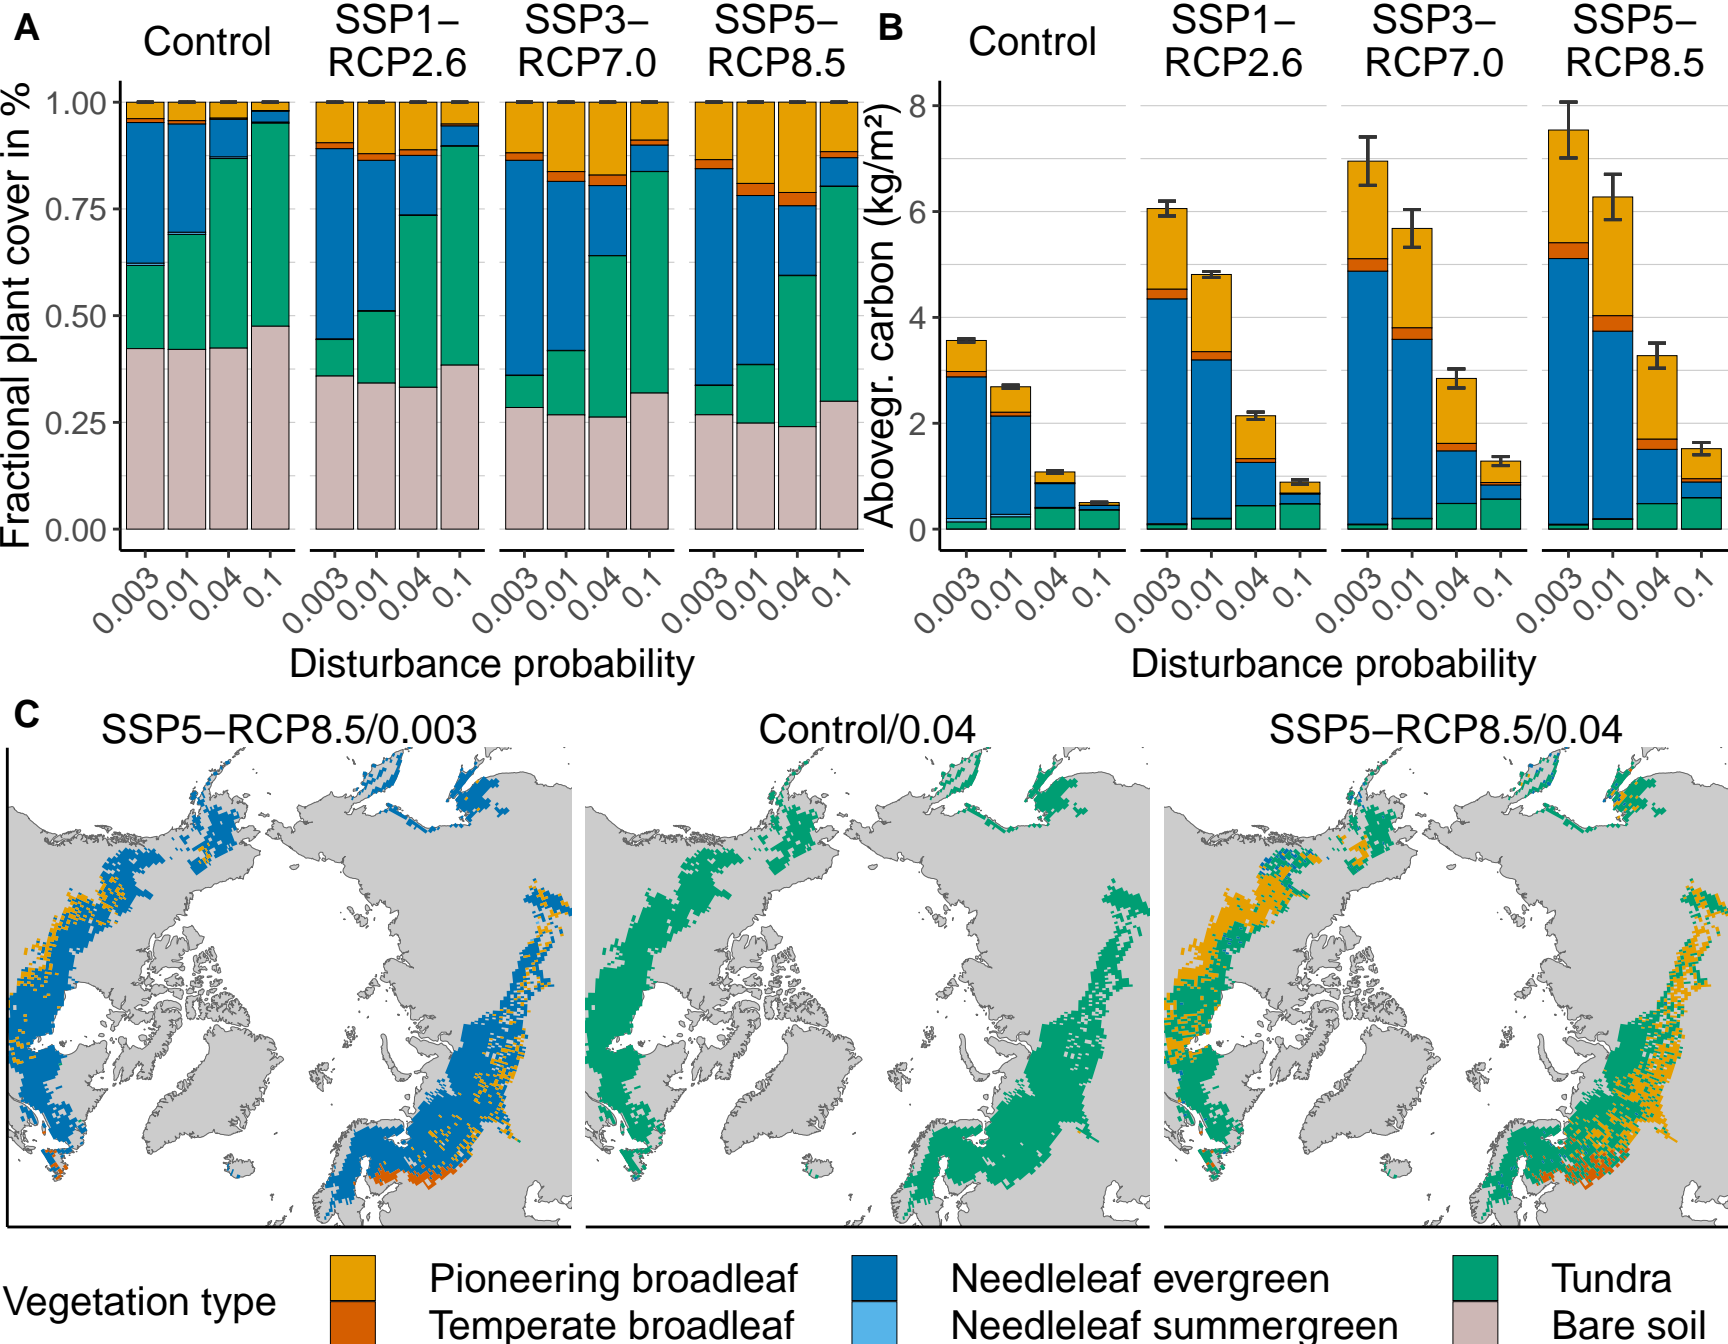 A
Control
SSP1–
RCP2.6
SSP3–
RCP7.0
SSP5–
RCP8.5
Fractional plant cover in %
1.00
0.75
0.50
0.25
0.00
0.003
0.01
0.04
0.1
0.003
0.01
0.04
0.1
0.003
0.01
0.04
0.1
0.003
0.01
0.04
0.1
Disturbance probability
B
Control
SSP1–
RCP2.6
SSP3–
RCP7.0
SSP5–
RCP8.5
Abovegr. carbon (kg/m²)
8
6
4
2
0
0.003
0.01
0.04
0.1
0.003
0.01
0.04
0.1
0.003
0.01
0.04
0.1
0.003
0.01
0.04
0.1
Disturbance probability
C
SSP5–RCP8.5/0.003
Control/0.04
SSP5–RCP8.5/0.04
Vegetation type
Pioneering broadleaf
Temperate broadleaf
Needleleaf evergreen
Needleleaf summergreen
Tundra
Bare soil